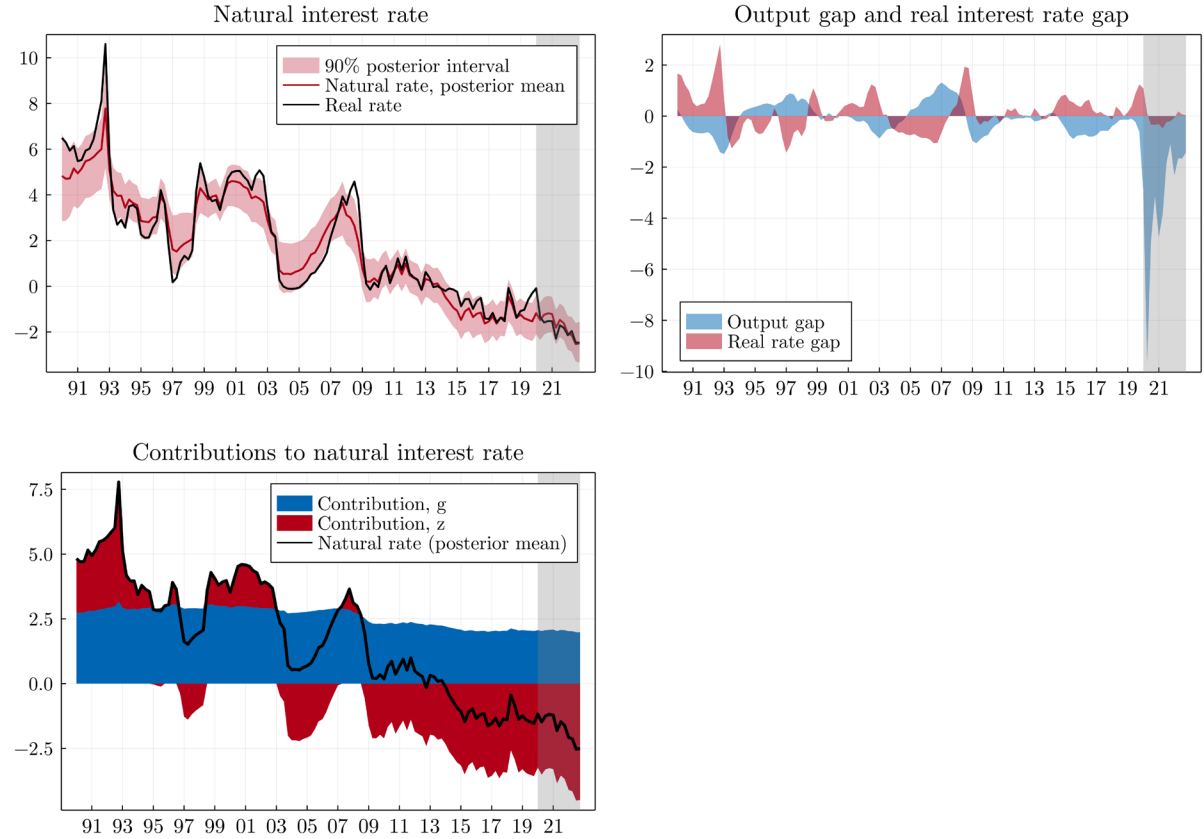 Natural interest rate
10
8
6
4
2
0
−2
90% posterior interval
Natural rate, posterior mean
Real rate
91 93 95 97 99 01 03 05 07 09 11 13 15 17 19 21
Output gap and real interest rate gap
2
0
−2
−4
−6
−8
−10
Output gap
Real rate gap
91 93 95 97 99 01 03 05 07 09 11 13 15 17 19 21
Contributions to natural interest rate
7.5
5.0
2.5
0.0
−2.5
Contribution, g
Contribution, z
Natural rate (posterior mean)
91 93 95 97 99 01 03 05 07 09 11 13 15 17 19 21